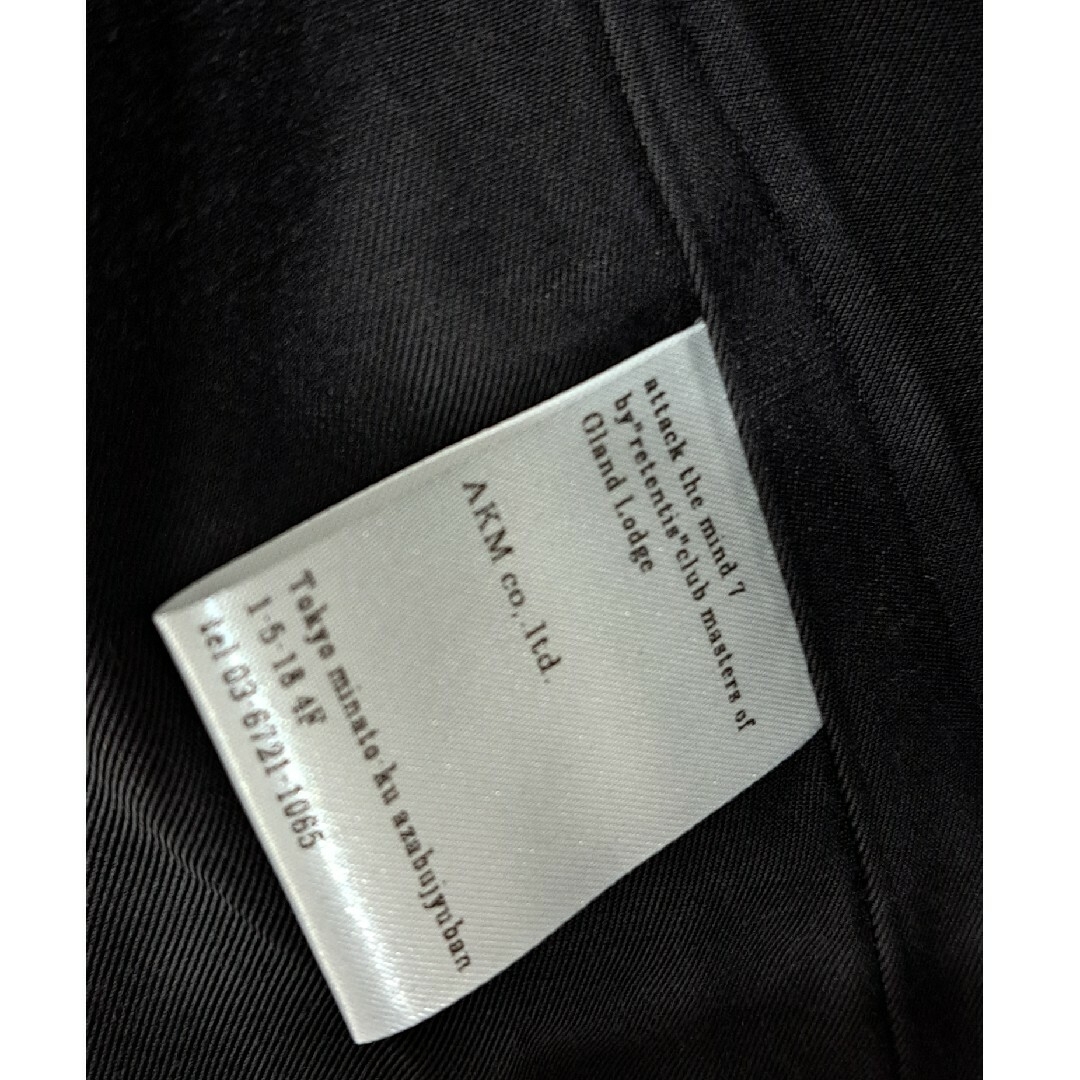 attack the mind 7
by"retentis"club masters of
Gland Lodge
AKM co,.ltd.
Tokyo minato-ku azabujyuban
1-5-18 4F
tel 03-6721-1065